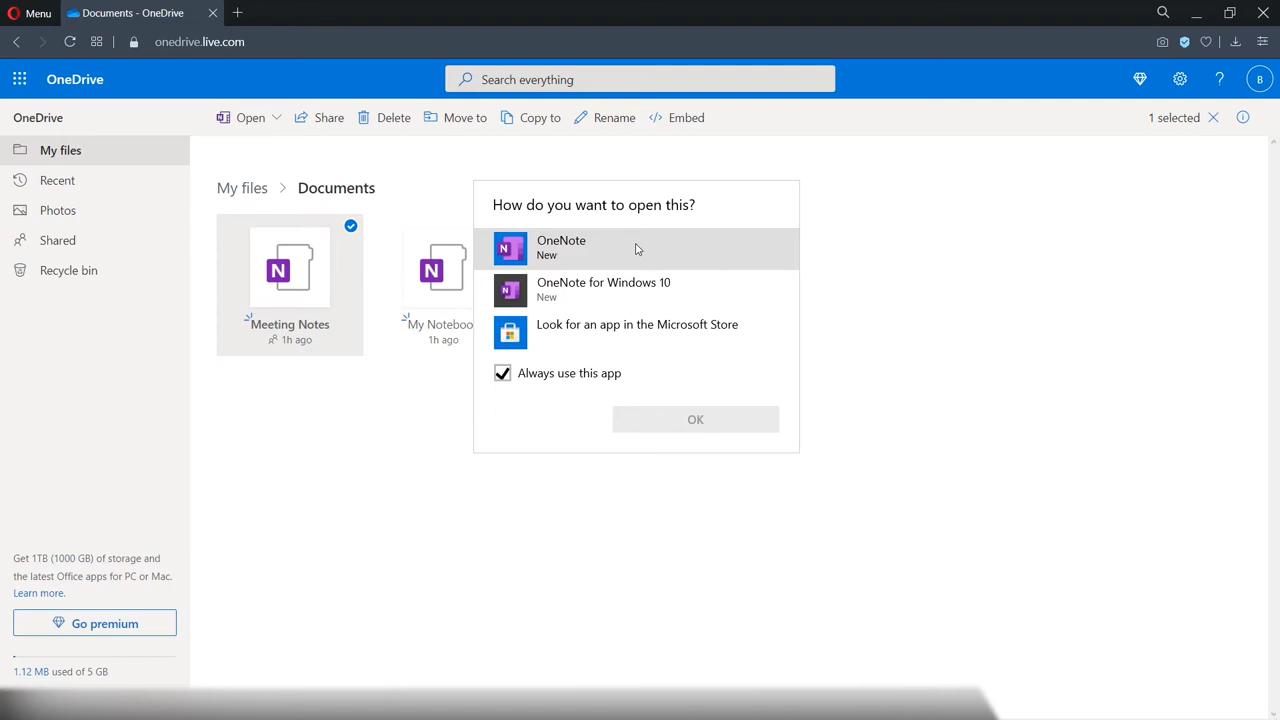 Menu
Documents - OneDrive
onedrive.live.com
OneDrive
Search everything
? B
OneDrive
Open Share Delete Move to Copy to Rename Embed 1 selected
My files
Recent
Photos
Shared
Recycle bin
My files > Documents
N
Meeting Notes
1h ago
N
My Noteboo
1h ago
How do you want to open this?
N
OneNote
New
N
OneNote for Windows 10
New
Look for an app in the Microsoft Store
Always use this app
OK
Get 1TB (1000 GB) of storage and
the latest Office apps for PC or Mac.
Learn more.
Go premium
1.12 MB used of 5 GB